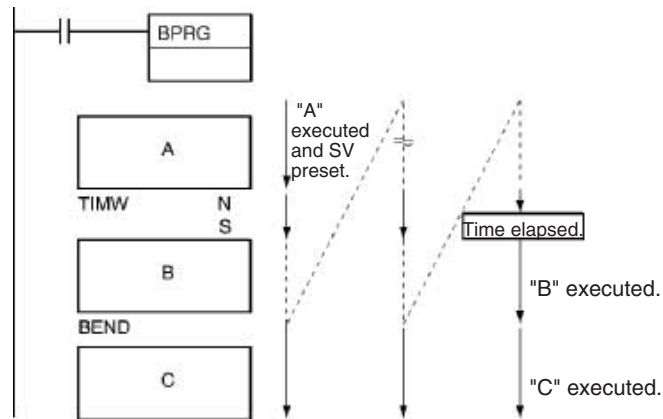 BPRG
"A"
executed
and SV
preset.
A
TIMW N
S
Time elapsed.
B
"B" executed.
BEND
C
"C" executed.